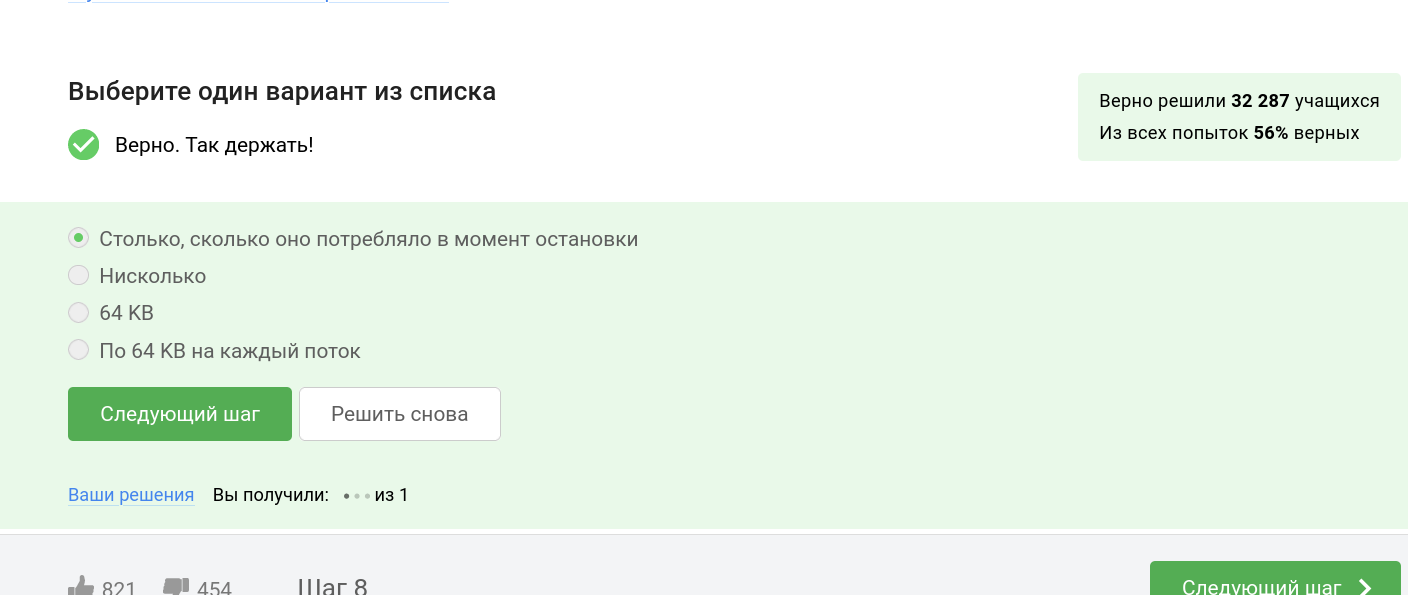 Выберите один вариант из списка
Верно решили 32 287 учащихся
Из всех попыток 56% верных
Верно. Так держать!
Столько, сколько оно потребляло в момент остановки
Нисколько
64 KB
По 64 KB на каждый поток
Следующий шаг
Решить снова
Ваши решения Вы получили: из 1
821 454 Шаг 8
Следующий шаг